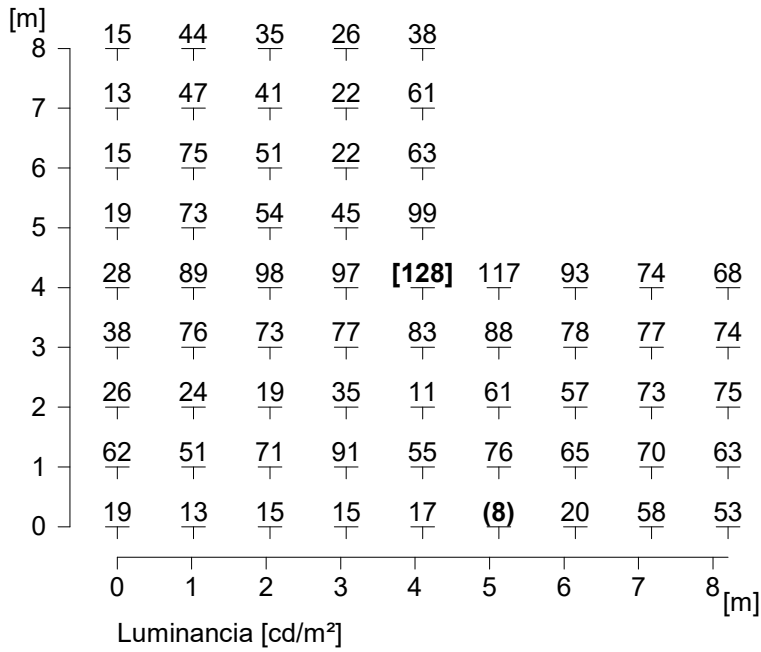 [m]
8 15 44 35 26 38
7 13 47 41 22 61
6 15 75 51 22 63
5 19 73 54 45 99
4 28 89 98 97 [128] 117 93 74 68
3 38 76 73 77 83 88 78 77 74
2 26 24 19 35 11 61 57 73 75
1 62 51 71 91 55 76 65 70 63
0 19 13 15 15 17 (8) 20 58 53
0 1 2 3 4 5 6 7 8 [m]
Luminancia [cd/m²]